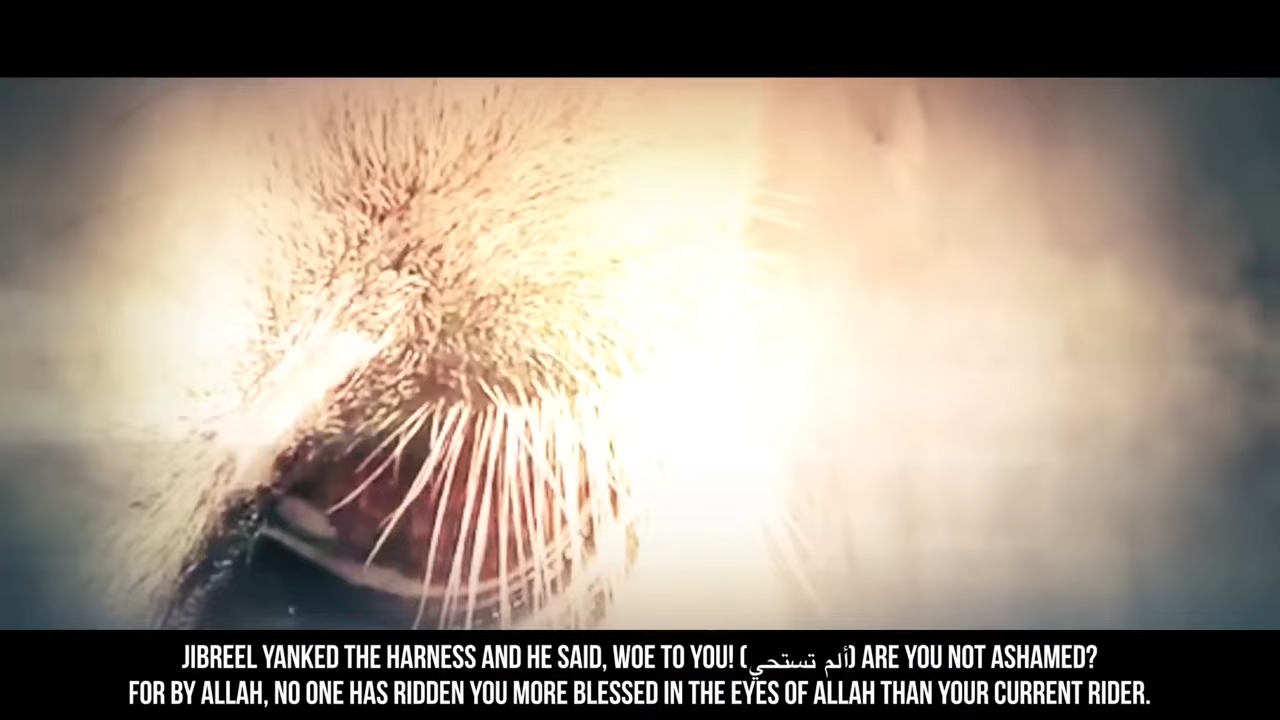 JIBREEL YANKED THE HARNESS AND HE SAID, WOE TO YOU! (ألم تستحي) ARE YOU NOT ASHAMED?
FOR BY ALLAH, NO ONE HAS RIDDEN YOU MORE BLESSED IN THE EYES OF ALLAH THAN YOUR CURRENT RIDER.